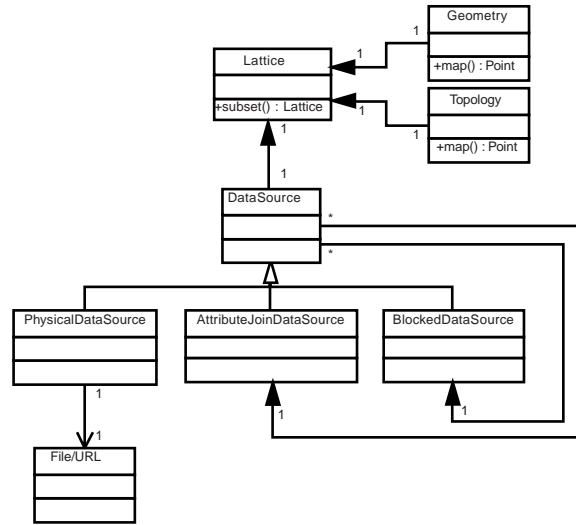 Geometry
1
1
Lattice
+map() : Point
Topology
+subset() : Lattice
1
1
1
+map() : Point
1
DataSource
*
*
PhysicalDataSource
AttributeJoinDataSource
BlockedDataSource
1
1
1
1
File/URL